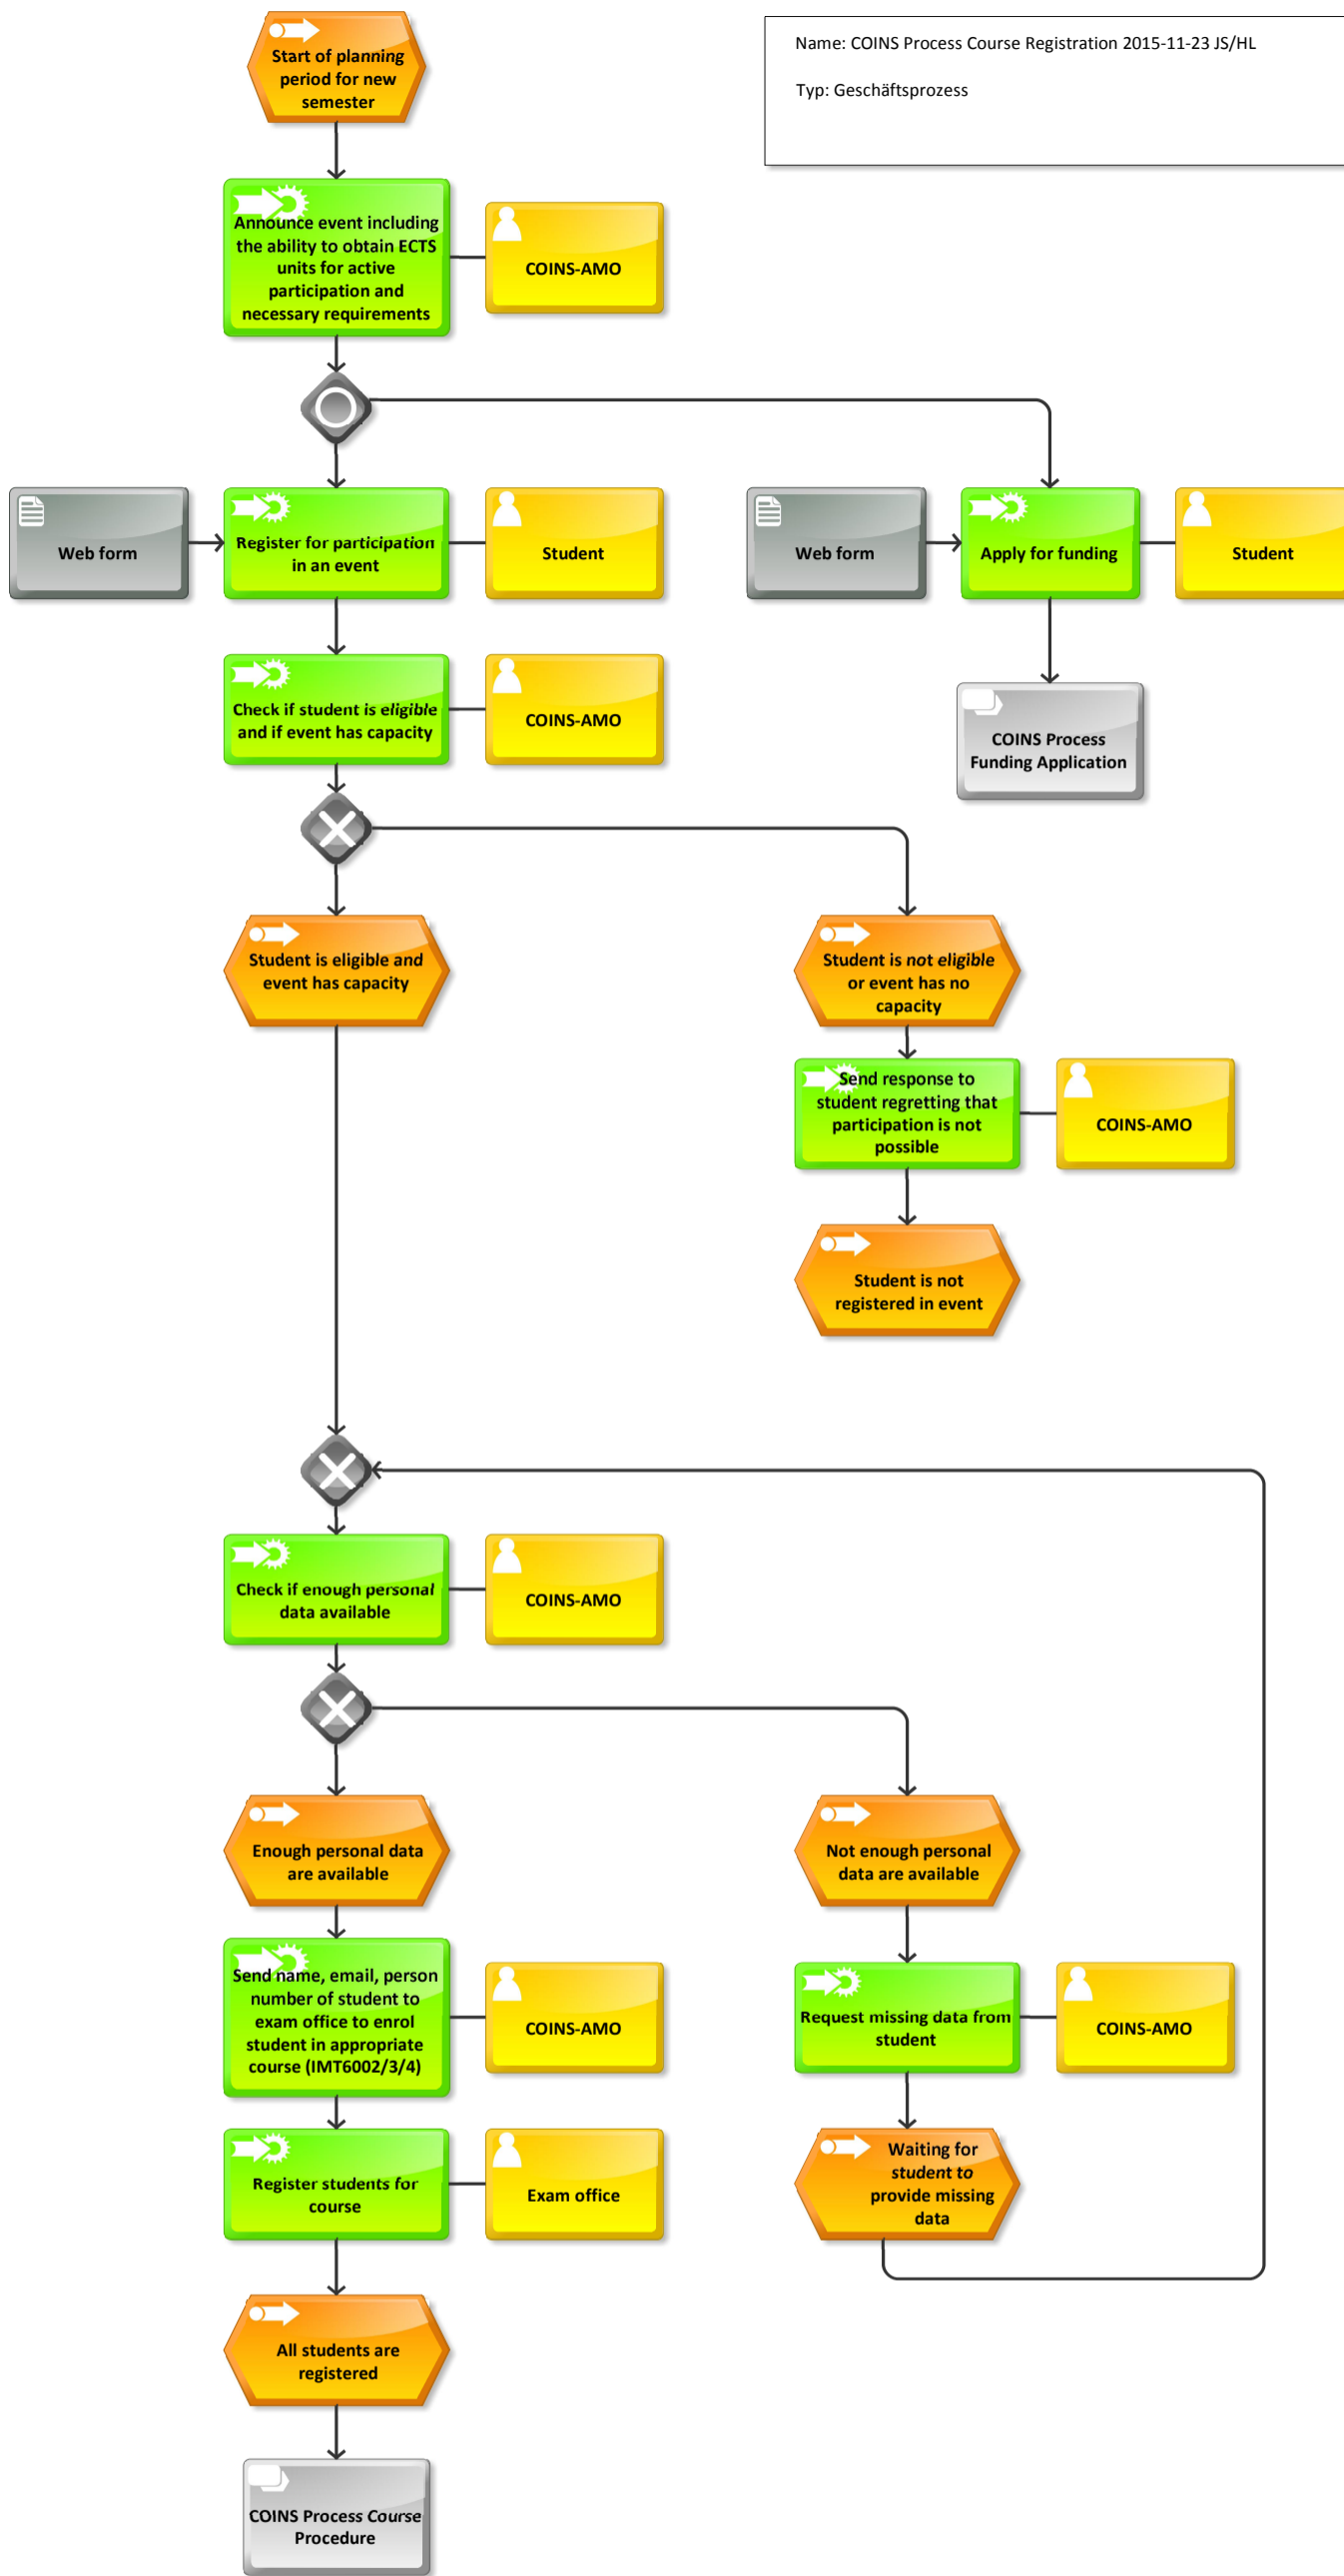 Start of planning
period for new
semester
Name: COINS Process Course Registration 2015-11-23 JS/HL
Typ: Geschäftsprozess
Announce event including
the ability to obtain ECTS
units for active
participation and
necessary requirements
COINS-AMO
Web form
Register for participation
in an event
Student
Web form
Apply for funding
Student
Check if student is eligible
and if event has capacity
COINS-AMO
COINS Process
Funding Application
Student is eligible and
event has capacity
Student is not eligible
or event has no
capacity
Send response to
student regretting that
participation is not
possible
COINS-AMO
Student is not
registered in event
Check if enough personal
data available
COINS-AMO
Enough personal data
are available
Not enough personal
data are available
Send name, email, person
number of student to
exam office to enrol
student in appropriate
course (IMT6002/3/4)
COINS-AMO
Request missing data from
student
COINS-AMO
Register students for
course
Exam office
Waiting for
student to
provide missing
data
All students are
registered
COINS Process Course
Procedure